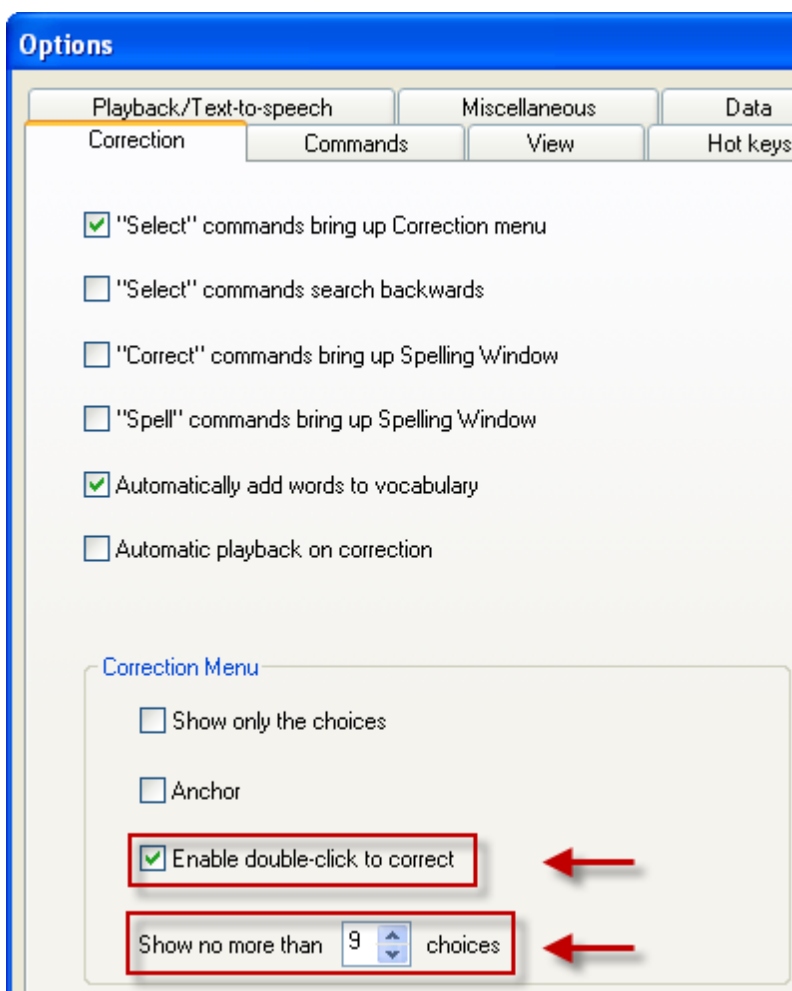 Options
Playback/Text-to-speech Miscellaneous Data
Correction Commands View Hot keys
"Select" commands bring up Correction menu
"Select" commands search backwards
"Correct" commands bring up Spelling Window
"Spell" commands bring up Spelling Window
Automatically add words to vocabulary
Automatic playback on correction
Correction Menu
Show only the choices
Anchor
Enable double-click to correct
Show no more than 9 choices